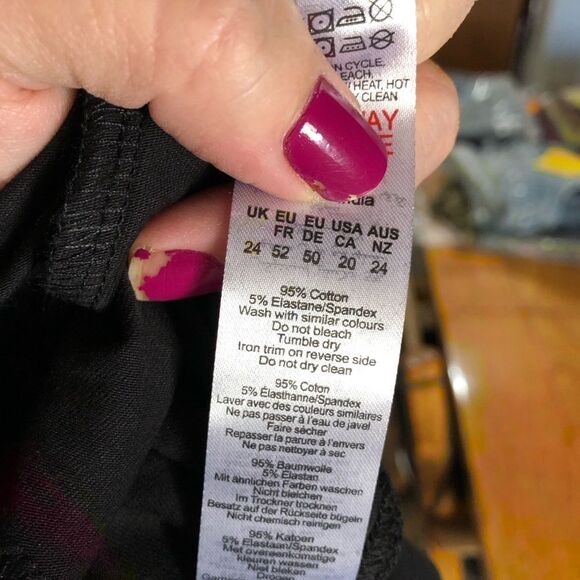 N CYCLE,
EACH,
HEAT, HOT
CLEAN
AY
E
India
UK EU EU USA AUS
FR DE CA NZ
24 52 50 20 24
95% Cotton
5% Elastane/Spandex
Wash with similar colours
Do not bleach
Tumble dry
Iron trim on reverse side
Do not dry clean
95% Coton
5% Élasthanne/Spandex
Laver avec des couleurs similaires
Ne pas passer à l'eau de javel
Faire sécher
Repasser la parure à l'envers
Ne pas nettoyer à sec
95% Baumwolle
5% Elastan
Mit ähnlichen Farben waschen
Nicht bleichen
Im Trockner trocknen
Besatz auf der Rückseite bügeln
Nicht chemisch reinigen
95% Katoen
5% Elastaan/Spandex
Met overeenkomstige
kleuren wassen
Niet bleken
Drogen